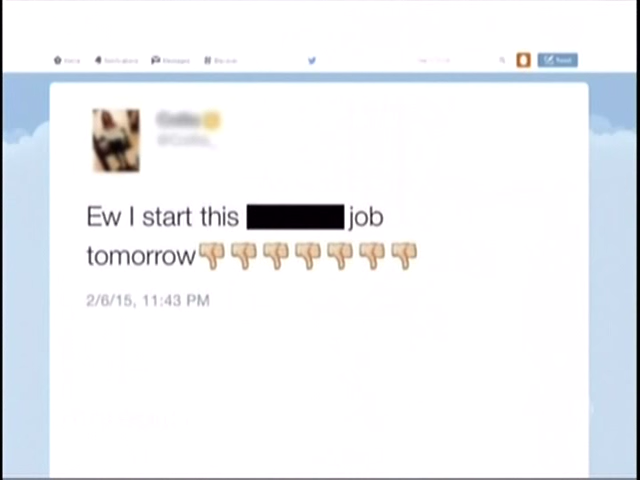 Ew I start this job
tomorrow👎👎👎👎👎👎👎
2/6/15, 11:43 PM